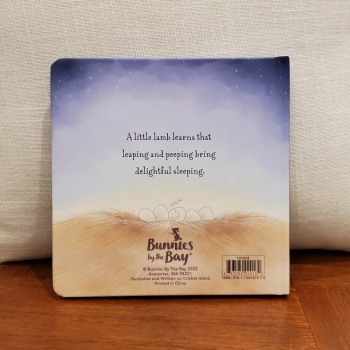 A little lamb learns that
leaping and peeping bring
delightful sleeping.
Bunnies
by the Bay®
© Bunnies By The Bay 2022
Anacortes, WA 98221
Illustrated and Written on Cricket Island
Printed in China